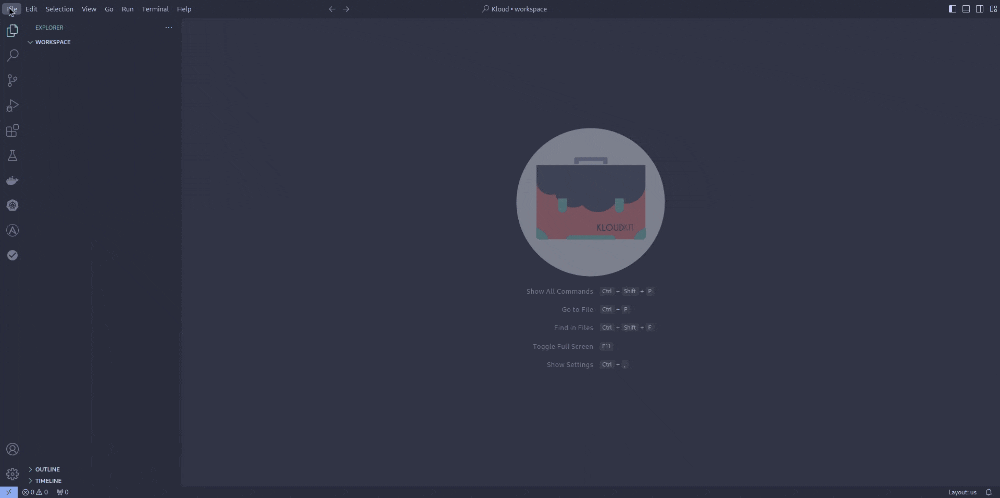 File Edit Selection View Go Run Terminal Help
Kloud • workspace
EXPLORER
WORKSPACE
KLOUDKIT
Show All Commands Ctrl + Shift + P
Go to File Ctrl + P
Find in Files Ctrl + Shift + F
Toggle Full Screen F11
Show Settings Ctrl + ,
OUTLINE
TIMELINE
0 0 0 Layout: us